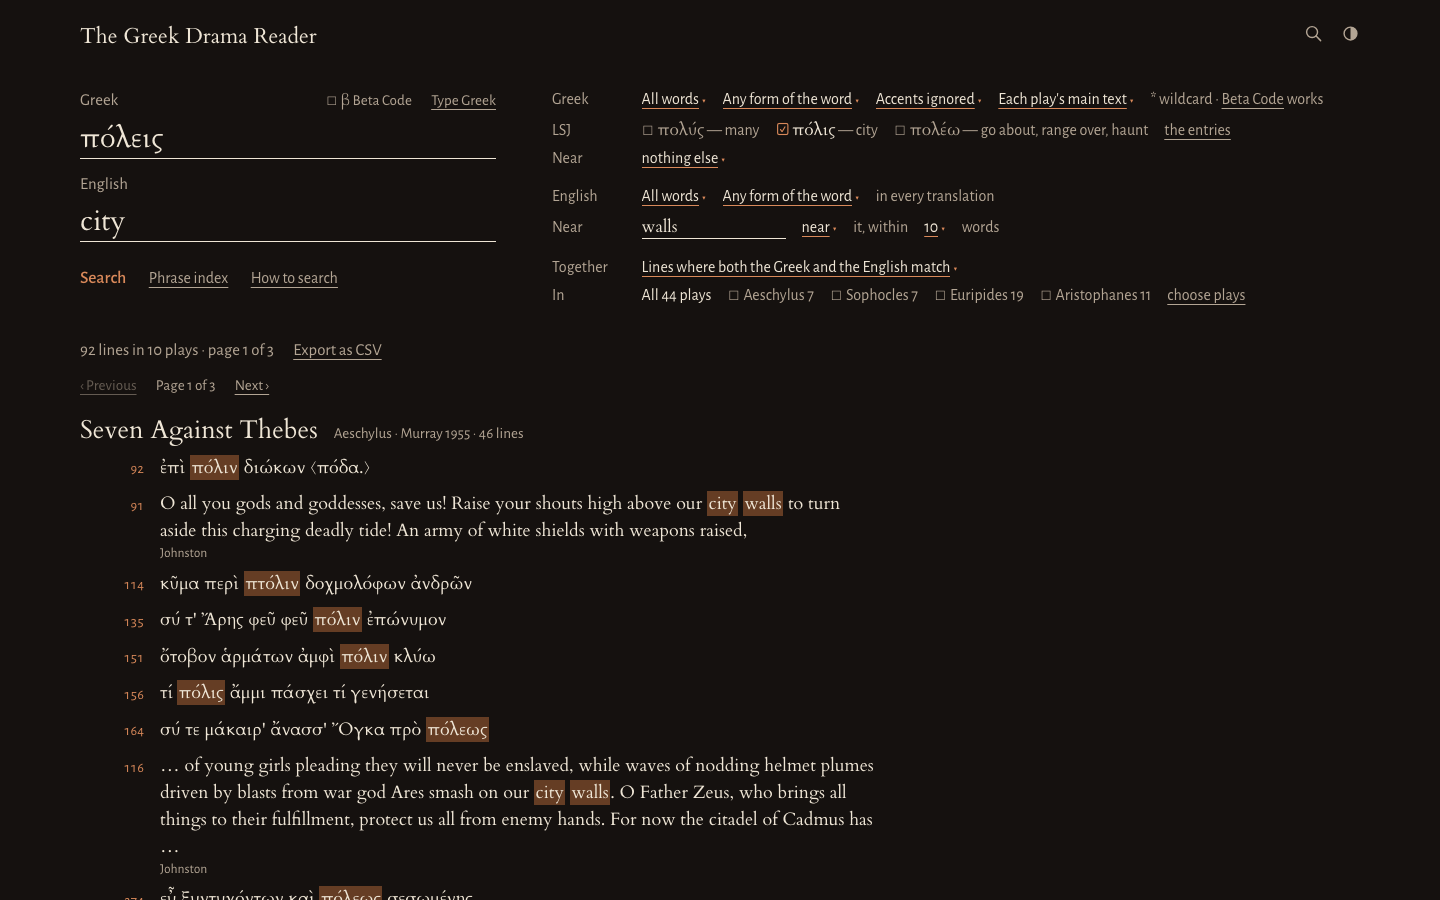 The Greek Drama Reader
Greek β Beta Code Type Greek
πόλεις
English
city
Search Phrase index How to search
Greek All words Any form of the word Accents ignored Each play's main text * wildcard · Beta Code works
LSJ πολύς — many πόλις — city πολέω — go about, range over, haunt the entries
Near nothing else
English All words Any form of the word in every translation
Near walls near it, within 10 words
Together Lines where both the Greek and the English match
In All 44 plays Aeschylus 7 Sophocles 7 Euripides 19 Aristophanes 11 choose plays
92 lines in 10 plays · page 1 of 3 Export as CSV
‹ Previous Page 1 of 3 Next ›
Seven Against Thebes Aeschylus · Murray 1955 · 46 lines
92 ἐπὶ πόλιν διώκων ⟨πόδα.⟩
91 O all you gods and goddesses, save us! Raise your shouts high above our city walls to turn
aside this charging deadly tide! An army of white shields with weapons raised,
Johnston
114 κῦμα περὶ πτόλιν δοχμολόφων ἀνδρῶν
135 σύ τ' Ἄρης φεῦ φεῦ πόλιν ἐπώνυμον
151 ὄτοβον ἁρμάτων ἀμφὶ πόλιν κλύω
156 τί πόλις ἄμμι πάσχει τί γενήσεται
164 σύ τε μάκαιρ' ἄνασσ' Ὄγκα πρὸ πόλεως
116 … of young girls pleading they will never be enslaved, while waves of nodding helmet plumes
driven by blasts from war god Ares smash on our city walls. O Father Zeus, who brings all
things to their fulfillment, protect us all from enemy hands. For now the citadel of Cadmus has
…
Johnston
274 εὖ ξυντυχόντων καὶ πόλεως σεσωμένης